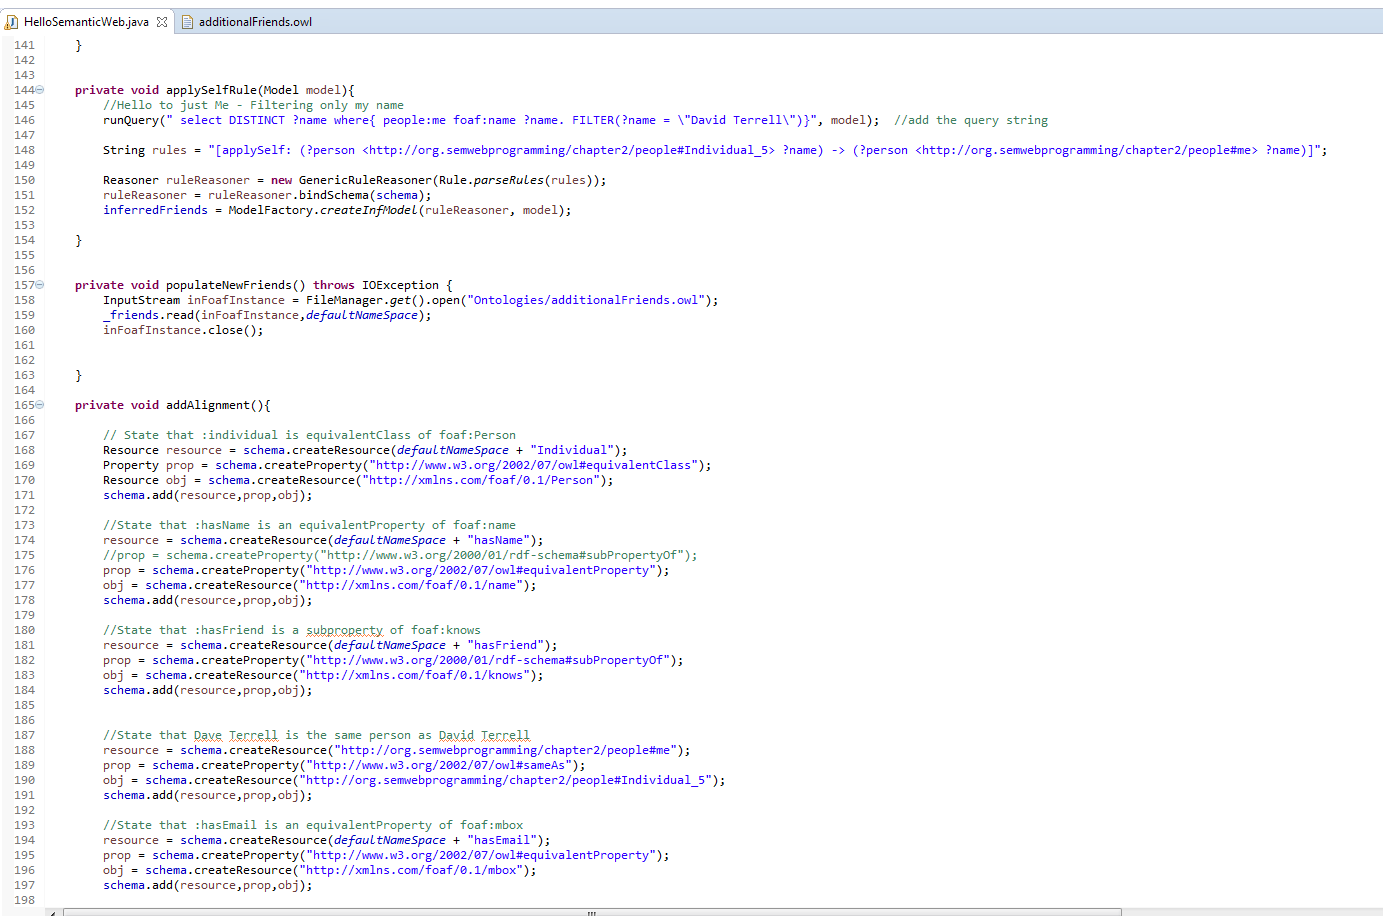 HelloSemanticWeb.java additionalFriends.owl
141 }
142
143
144 private void applySelfRule(Model model){
145 //Hello to just Me - Filtering only my name
146 runQuery(" select DISTINCT ?name where{ people:me foaf:name ?name. FILTER(?name = \"David Terrell\")}", model); //add the query string
147
148 String rules = "[applySelf: (?person <http://org.semwebprogramming/chapter2/people#Individual_5> ?name) -> (?person <http://org.semwebprogramming/chapter2/people#me> ?name)]";
149
150 Reasoner ruleReasoner = new GenericRuleReasoner(Rule.parseRules(rules));
151 ruleReasoner = ruleReasoner.bindSchema(schema);
152 inferredFriends = ModelFactory.createInfModel(ruleReasoner, model);
153
154 }
155
156
157 private void populateNewFriends() throws IOException {
158 InputStream inFoafInstance = FileManager.get().open("Ontologies/additionalFriends.owl");
159 _friends.read(inFoafInstance,defaultNameSpace);
160 inFoafInstance.close();
161
162
163 }
164
165 private void addAlignment(){
166
167 // State that :individual is equivalentClass of foaf:Person
168 Resource resource = schema.createResource(defaultNameSpace + "Individual");
169 Property prop = schema.createProperty("http://www.w3.org/2002/07/owl#equivalentClass");
170 Resource obj = schema.createResource("http://xmlns.com/foaf/0.1/Person");
171 schema.add(resource,prop,obj);
172
173 //State that :hasName is an equivalentProperty of foaf:name
174 resource = schema.createResource(defaultNameSpace + "hasName");
175 //prop = schema.createProperty("http://www.w3.org/2000/01/rdf-schema#subPropertyOf");
176 prop = schema.createProperty("http://www.w3.org/2002/07/owl#equivalentProperty");
177 obj = schema.createResource("http://xmlns.com/foaf/0.1/name");
178 schema.add(resource,prop,obj);
179
180 //State that :hasFriend is a subproperty of foaf:knows
181 resource = schema.createResource(defaultNameSpace + "hasFriend");
182 prop = schema.createProperty("http://www.w3.org/2000/01/rdf-schema#subPropertyOf");
183 obj = schema.createResource("http://xmlns.com/foaf/0.1/knows");
184 schema.add(resource,prop,obj);
185
186
187 //State that Dave Terrell is the same person as David Terrell
188 resource = schema.createResource("http://org.semwebprogramming/chapter2/people#me");
189 prop = schema.createProperty("http://www.w3.org/2002/07/owl#sameAs");
190 obj = schema.createResource("http://org.semwebprogramming/chapter2/people#Individual_5");
191 schema.add(resource,prop,obj);
192
193 //State that :hasEmail is an equivalentProperty of foaf:mbox
194 resource = schema.createResource(defaultNameSpace + "hasEmail");
195 prop = schema.createProperty("http://www.w3.org/2002/07/owl#equivalentProperty");
196 obj = schema.createResource("http://xmlns.com/foaf/0.1/mbox");
197 schema.add(resource,prop,obj);
198